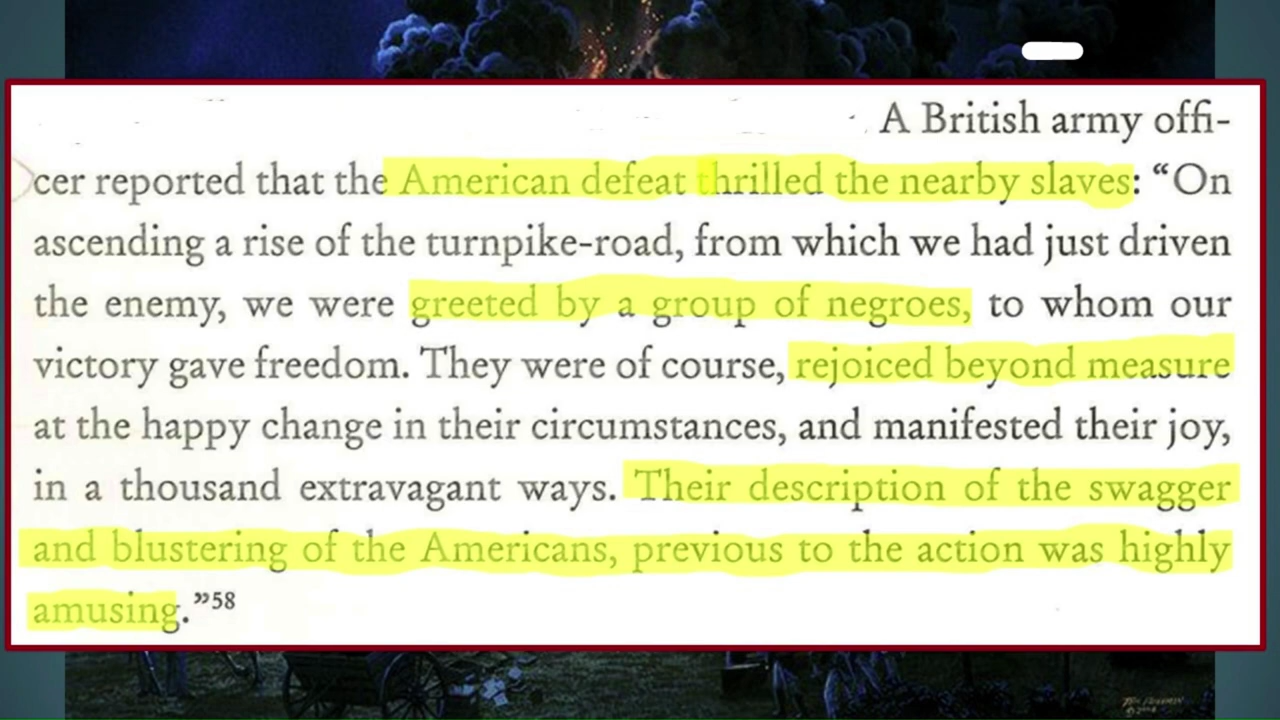 A British army offi-
cer reported that the American defeat thrilled the nearby slaves: “On
ascending a rise of the turnpike-road, from which we had just driven
the enemy, we were greeted by a group of negroes, to whom our
victory gave freedom. They were of course, rejoiced beyond measure
at the happy change in their circumstances, and manifested their joy,
in a thousand extravagant ways. Their description of the swagger
and blustering of the Americans, previous to the action was highly
amusing.”58